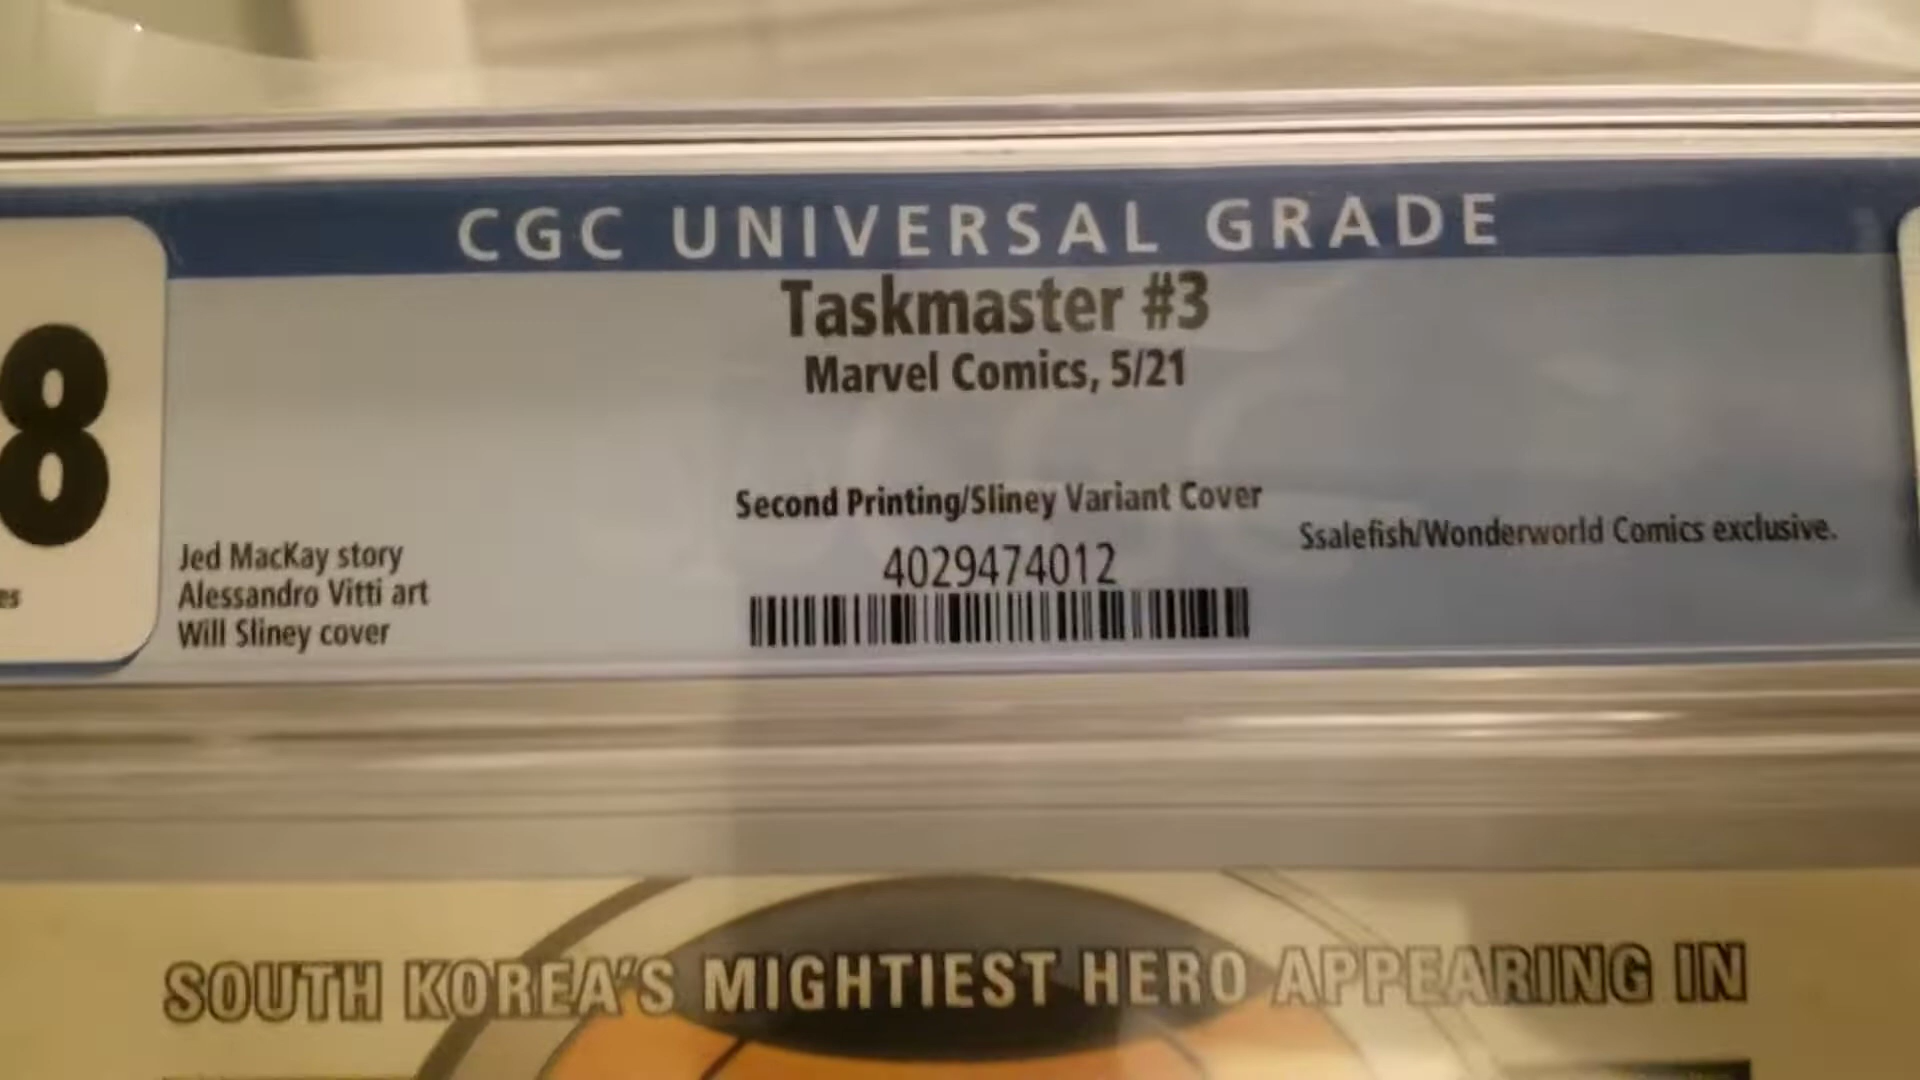 CGC UNIVERSAL GRADE
Taskmaster #3
Marvel Comics, 5/21
8
Second Printing/Sliney Variant Cover
Ssalefish/Wonderworld Comics exclusive.
4029474012
Jed MacKay story
Alessandro Vitti art
Will Sliney cover
es
SOUTH KOREA'S MIGHTIEST HERO APPEARING IN